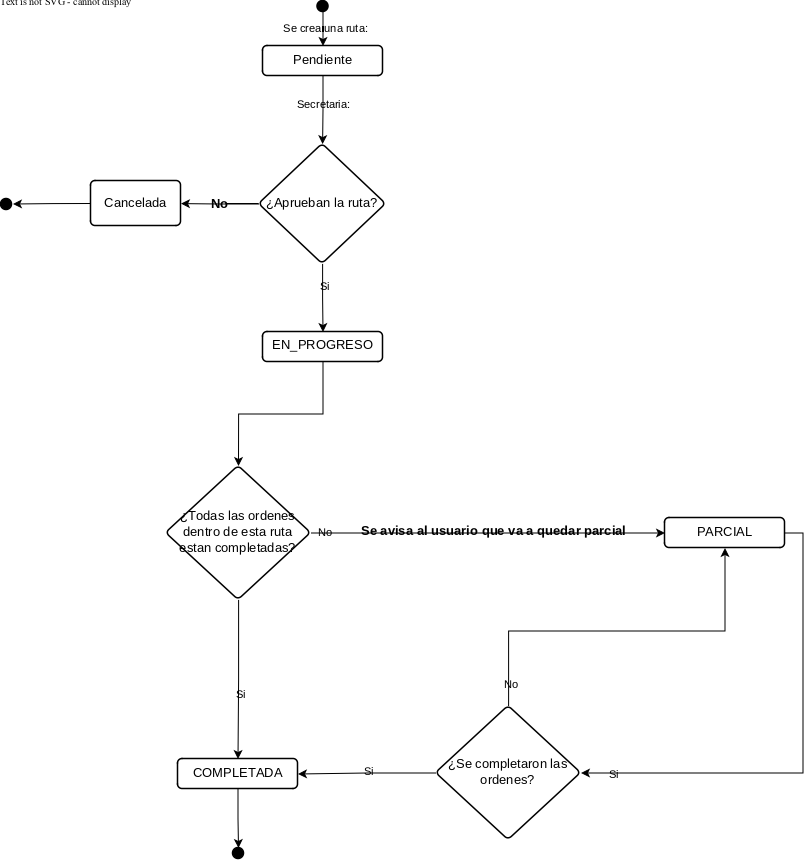 Text is not SVG - cannot display
Se crea una ruta:
Pendiente
Secretaria:
¿Aprueban la ruta?
No
Cancelada
Si
EN_PROGRESO
¿Todas las ordenes
dentro de esta ruta
estan completadas?
No
Se avisa al usuario que va a quedar parcial
PARCIAL
No
Si
¿Se completaron las
ordenes?
Si
Si
COMPLETADA